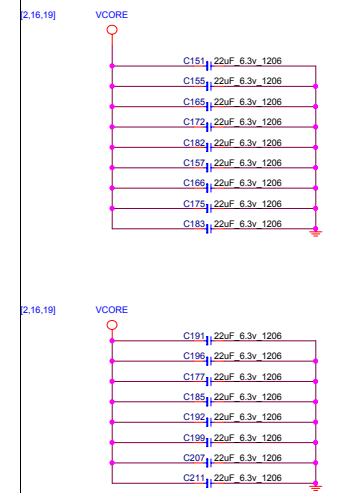 [2,16,19] VCORE
C151 22uF_6.3v_1206
C155 22uF_6.3v_1206
C165 22uF_6.3v_1206
C172 22uF_6.3v_1206
C182 22uF_6.3v_1206
C157 22uF_6.3v_1206
C166 22uF_6.3v_1206
C175 22uF_6.3v_1206
C183 22uF_6.3v_1206
[2,16,19] VCORE
C191 22uF_6.3v_1206
C196 22uF_6.3v_1206
C177 22uF_6.3v_1206
C185 22uF_6.3v_1206
C192 22uF_6.3v_1206
C199 22uF_6.3v_1206
C207 22uF_6.3v_1206
C211 22uF_6.3v_1206